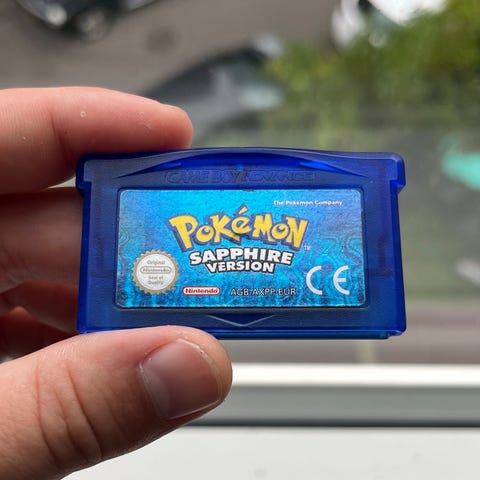 GAME BOY ADVANCE
The Pokémon Company
POKéMON
TM
SAPPHIRE
VERSION
Original
Nintendo
Seal of
Quality
Nintendo
AGB-AXPP-EUR
CE